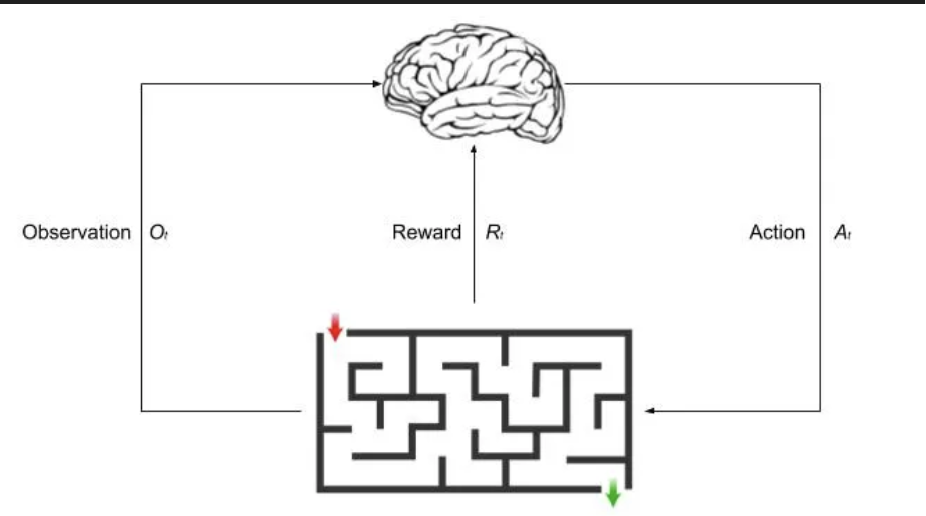 Observation Oₜ
Reward Rₜ
Action Aₜ